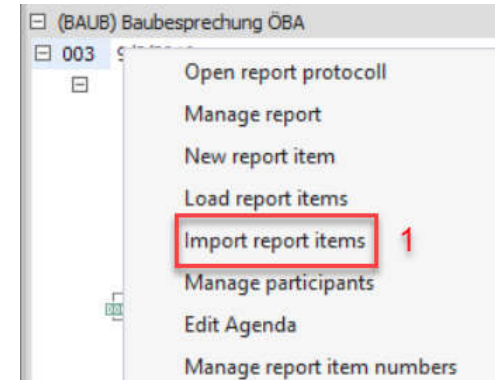 (BAUB) Baubesprechung ÖBA
003
Open report protocoll
Manage report
New report item
Load report items
Import report items 1
Manage participants
Edit Agenda
Manage report item numbers